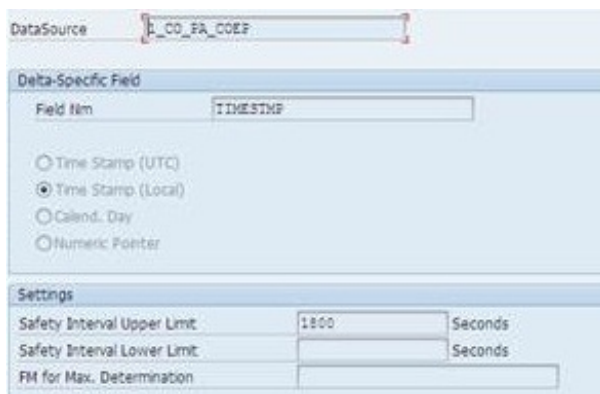 DataSource 1_CO_PA_COEP
Delta-Specific Field
Field Nm TIMESTMP
Time Stamp (UTC)
Time Stamp (Local)
Calend. Day
Numeric Pointer
Settings
Safety Interval Upper Limit 1800 Seconds
Safety Interval Lower Limit Seconds
FM for Max. Determination